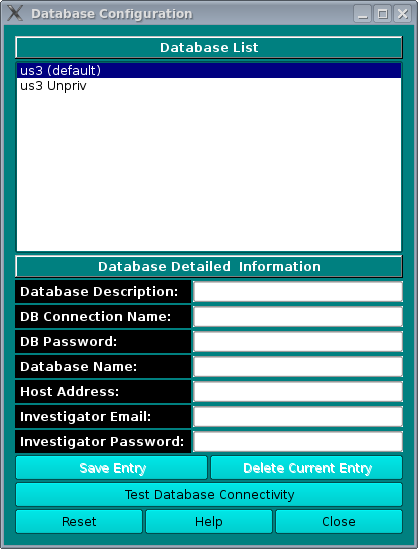 Database Configuration
Database List
us3 (default)
us3 Unpriv
Database Detailed Information
Database Description:
DB Connection Name:
DB Password:
Database Name:
Host Address:
Investigator Email:
Investigator Password:
Save Entry Delete Current Entry
Test Database Connectivity
Reset Help Close